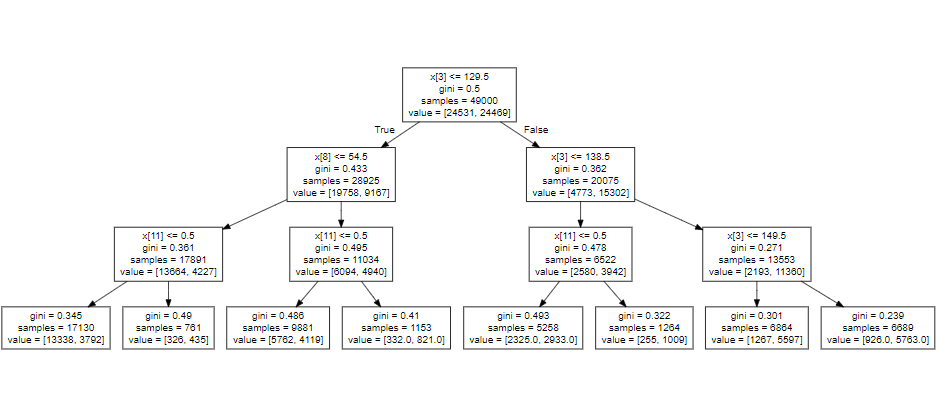 x[3] <= 129.5
gini = 0.5
samples = 49000
value = [24531, 24469]
True
False
x[8] <= 54.5
gini = 0.433
samples = 28925
value = [19758, 9167]
x[3] <= 138.5
gini = 0.362
samples = 20075
value = [4773, 15302]
x[11] <= 0.5
gini = 0.361
samples = 17891
value = [13664, 4227]
x[11] <= 0.5
gini = 0.495
samples = 11034
value = [6094, 4940]
x[11] <= 0.5
gini = 0.478
samples = 6522
value = [2580, 3942]
x[3] <= 149.5
gini = 0.271
samples = 13553
value = [2193, 11360]
gini = 0.345
samples = 17130
value = [13338, 3792]
gini = 0.49
samples = 761
value = [326, 435]
gini = 0.486
samples = 9881
value = [5762, 4119]
gini = 0.41
samples = 1153
value = [332.0, 821.0]
gini = 0.493
samples = 5258
value = [2325.0, 2933.0]
gini = 0.322
samples = 1264
value = [255, 1009]
gini = 0.301
samples = 6864
value = [1267, 5597]
gini = 0.239
samples = 6689
value = [926.0, 5763.0]